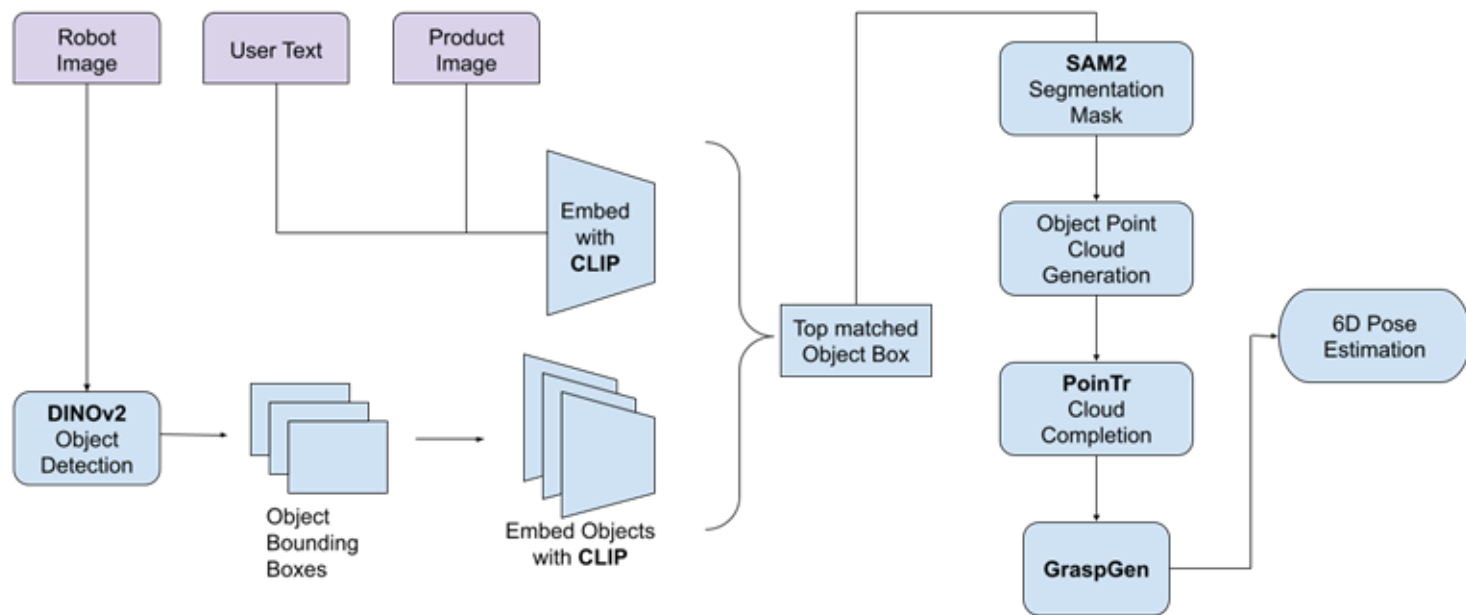 Robot
Image
User Text
Product
Image
SAM2
Segmentation
Mask
Embed
with
CLIP
Object Point
Cloud
Generation
Top matched
Object Box
6D Pose
Estimation
DINOv2
Object
Detection
PoinTr
Cloud
Completion
Object
Bounding
Boxes
Embed Objects
with CLIP
GraspGen